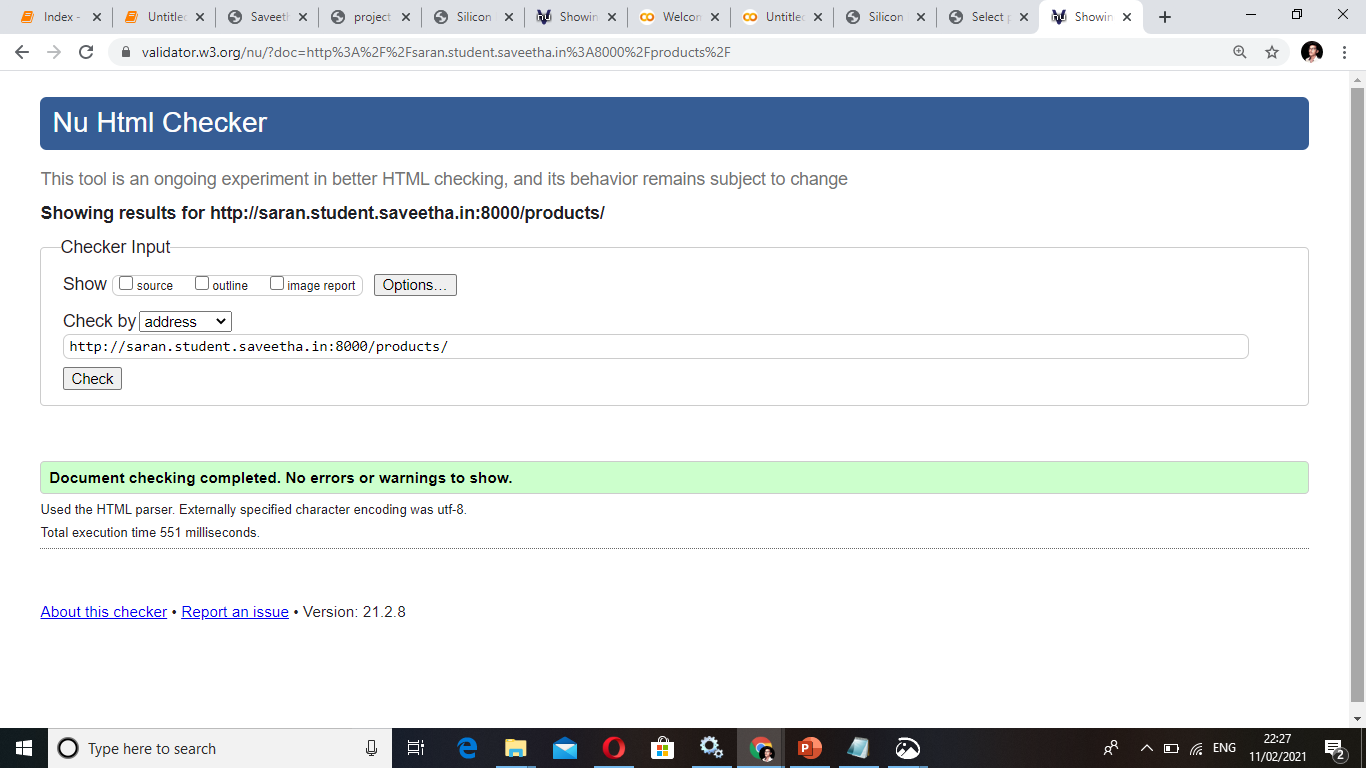 Index -
Untitled
Saveeth
project
Silicon
Showin
Welcom
Untitled
Silicon
Select p
Showin
validator.w3.org/nu/?doc=http%3A%2F%2Fsaran.student.saveetha.in%3A8000%2Fproducts%2F
Nu Html Checker
This tool is an ongoing experiment in better HTML checking, and its behavior remains subject to change
Showing results for http://saran.student.saveetha.in:8000/products/
Checker Input
Show source outline image report Options...
Check by address
http://saran.student.saveetha.in:8000/products/
Check
Document checking completed. No errors or warnings to show.
Used the HTML parser. Externally specified character encoding was utf-8.
Total execution time 551 milliseconds.
About this checker • Report an issue • Version: 21.2.8
Type here to search
ENG
22:27
11/02/2021
2